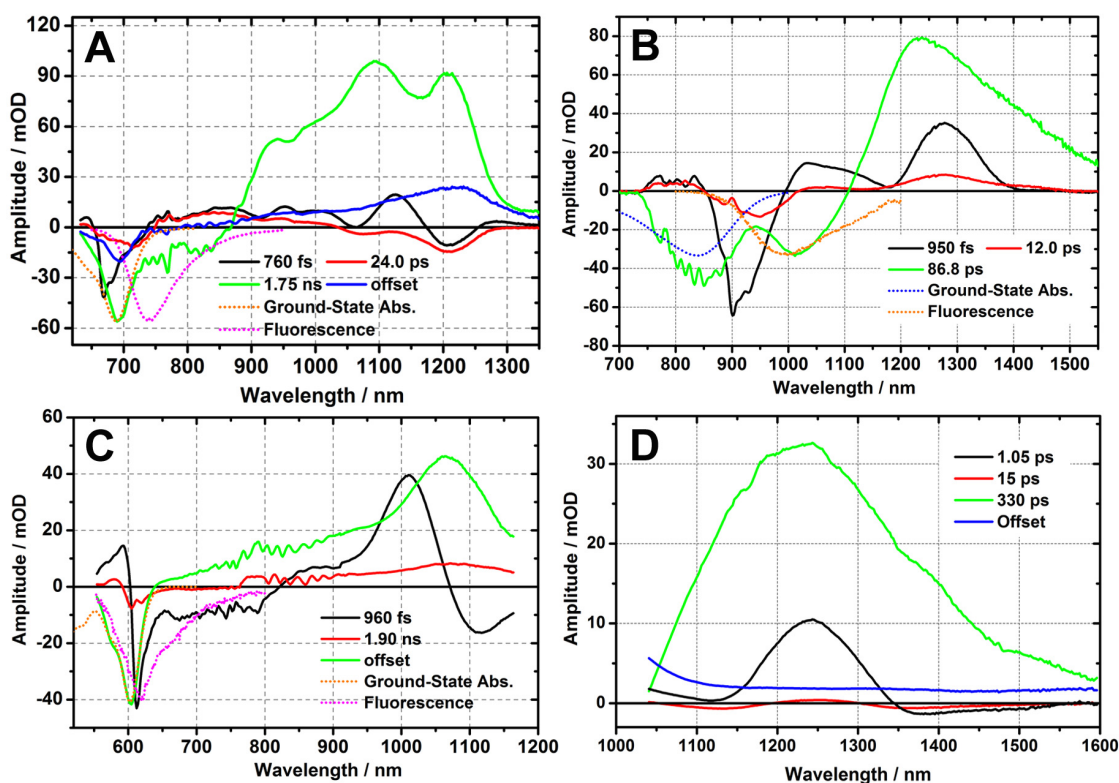 A
Amplitude / mOD
120
90
60
30
0
-30
-60
760 fs 24.0 ps
1.75 ns offset
Ground-State Abs.
Fluorescence
700 800 900 1000 1100 1200 1300
Wavelength / nm
B
Amplitude / mOD
80
60
40
20
0
-20
-40
-60
-80
950 fs 12.0 ps
86.8 ps
Ground-State Abs.
Fluorescence
700 800 900 1000 1100 1200 1300 1400 1500
Wavelength / nm
C
Amplitude / mOD
60
40
20
0
-20
-40
960 fs
1.90 ns
offset
Ground-State Abs.
Fluorescence
600 700 800 900 1000 1100 1200
Wavelength / nm
D
Amplitude / mOD
30
20
10
0
1.05 ps
15 ps
330 ps
Offset
1000 1100 1200 1300 1400 1500 1600
Wavelength / nm